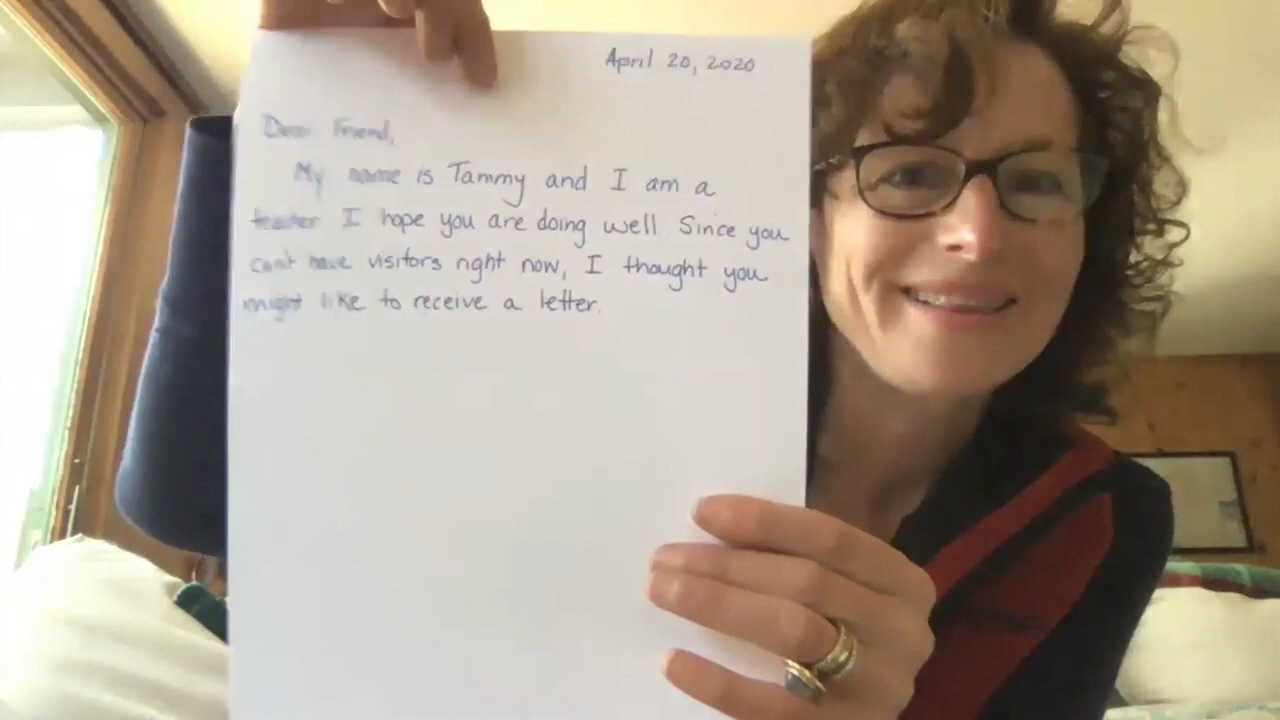 April 20, 2020
Dear Friend,
My name is Tammy and I am a
teacher I hope you are doing well. Since you
can't have visitors right now, I thought you
might like to receive a letter.